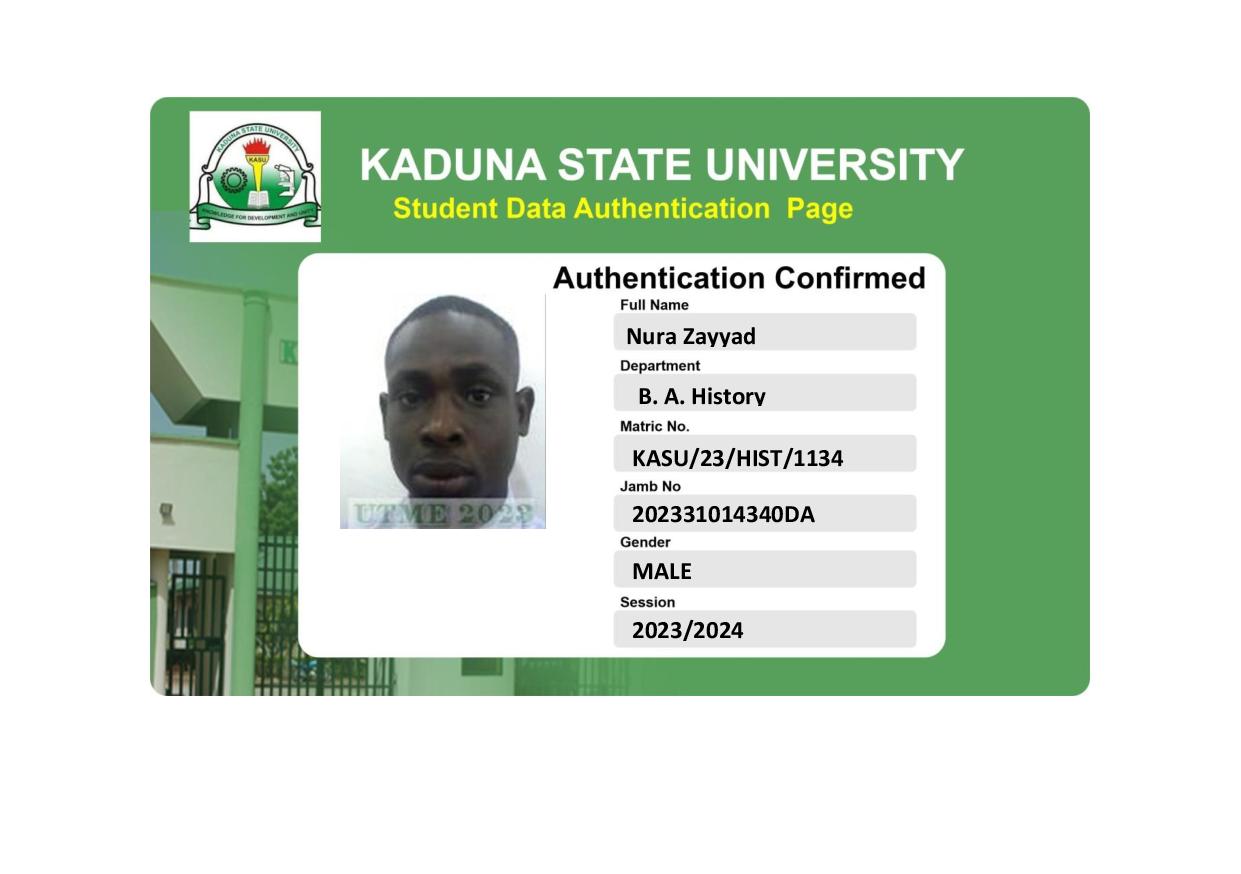 KADUNA STATE UNIVERSITY
KASU
KNOWLEDGE FOR DEVELOPMENT AND UNITY
KADUNA STATE UNIVERSITY
Student Data Authentication Page
Authentication Confirmed
Full Name
Nura Zayyad
Department
B. A. History
Matric No.
KASU/23/HIST/1134
Jamb No
202331014340DA
Gender
MALE
Session
2023/2024
UTME 2023
K